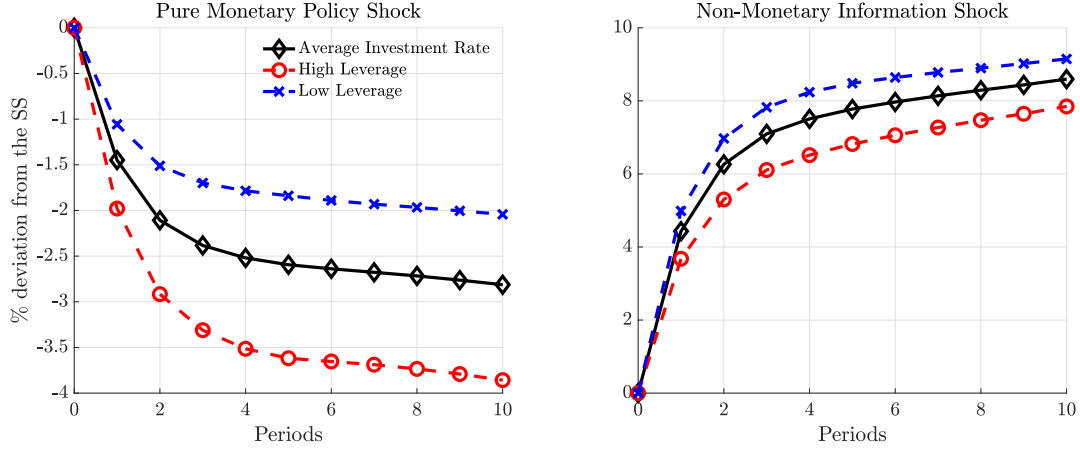 Pure Monetary Policy Shock
0
-0.5
-1
-1.5
-2
-2.5
-3
-3.5
-4
% deviation from the SS
Average Investment Rate
High Leverage
Low Leverage
0 2 4 6 8 10
Periods
Non-Monetary Information Shock
10
8
6
4
2
0
0 2 4 6 8 10
Periods